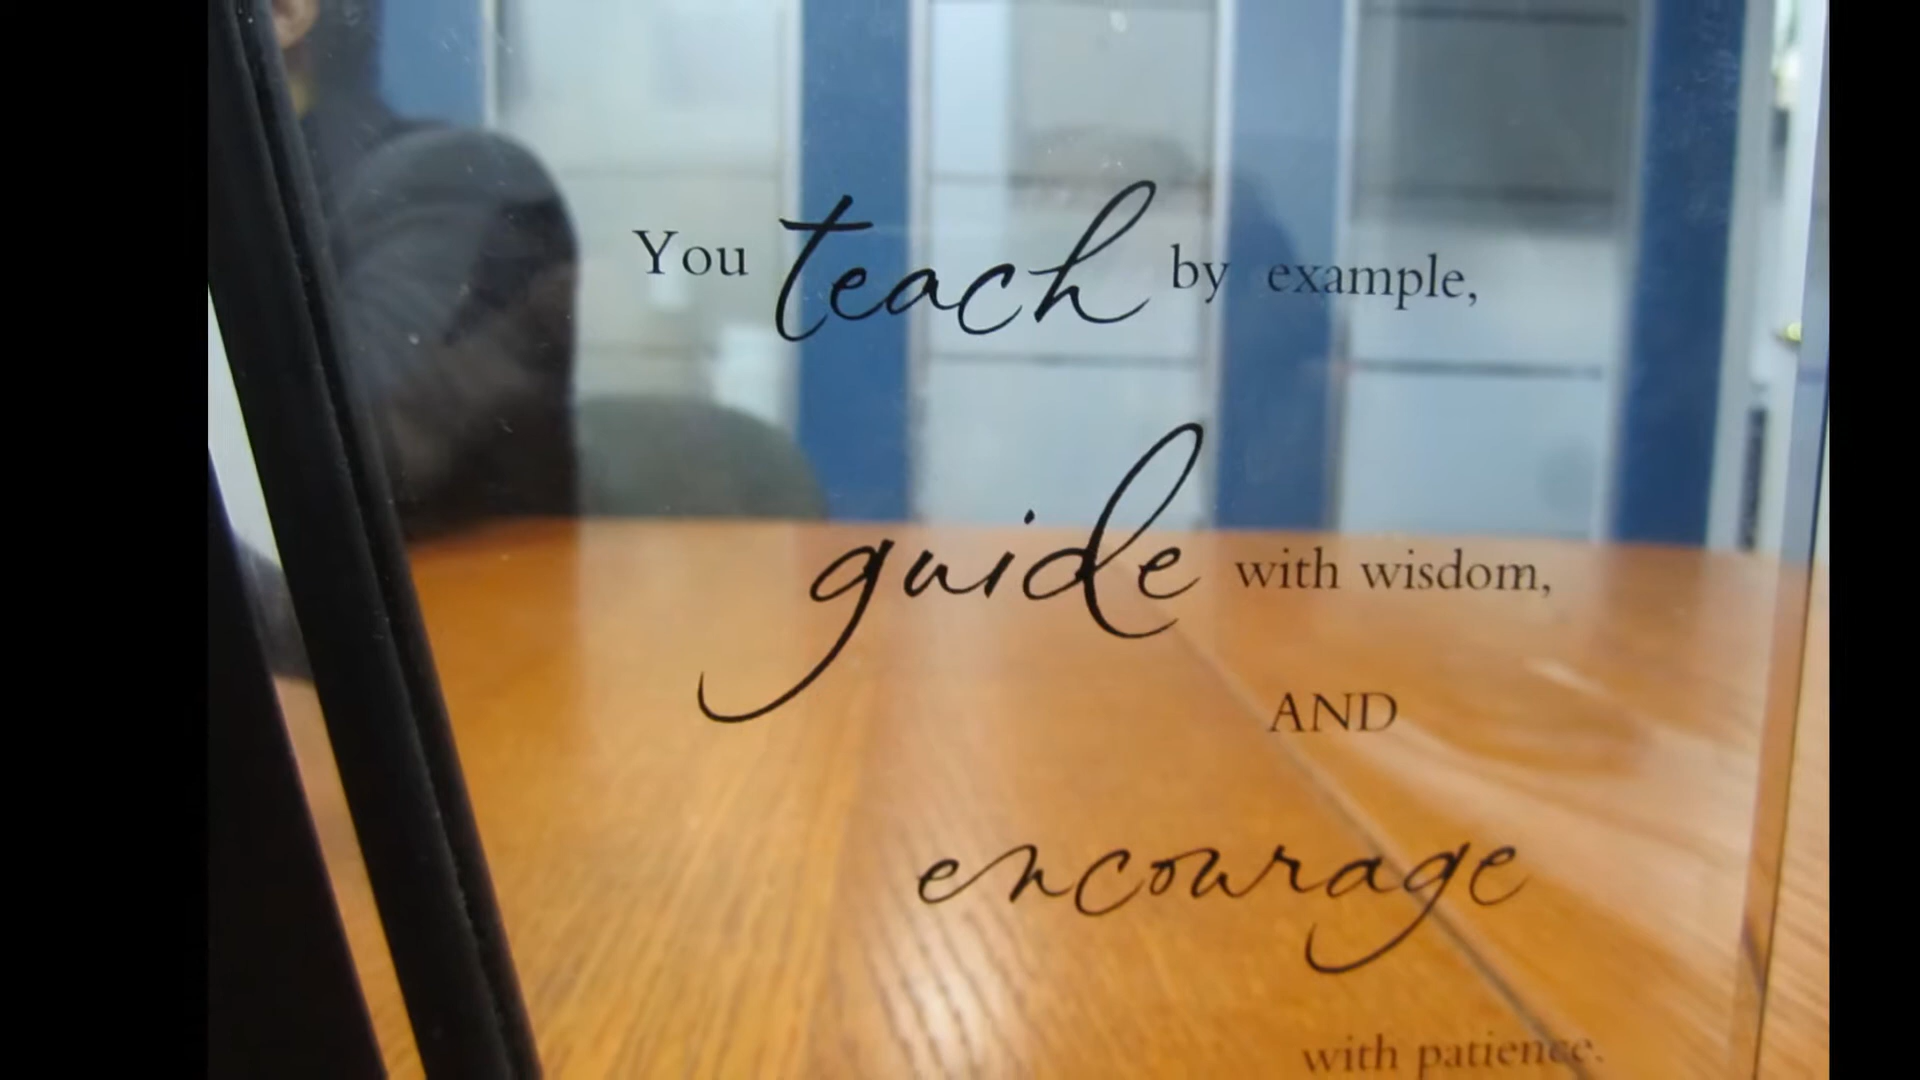 You teach by example,
guide with wisdom,
AND
encourage
with patience.